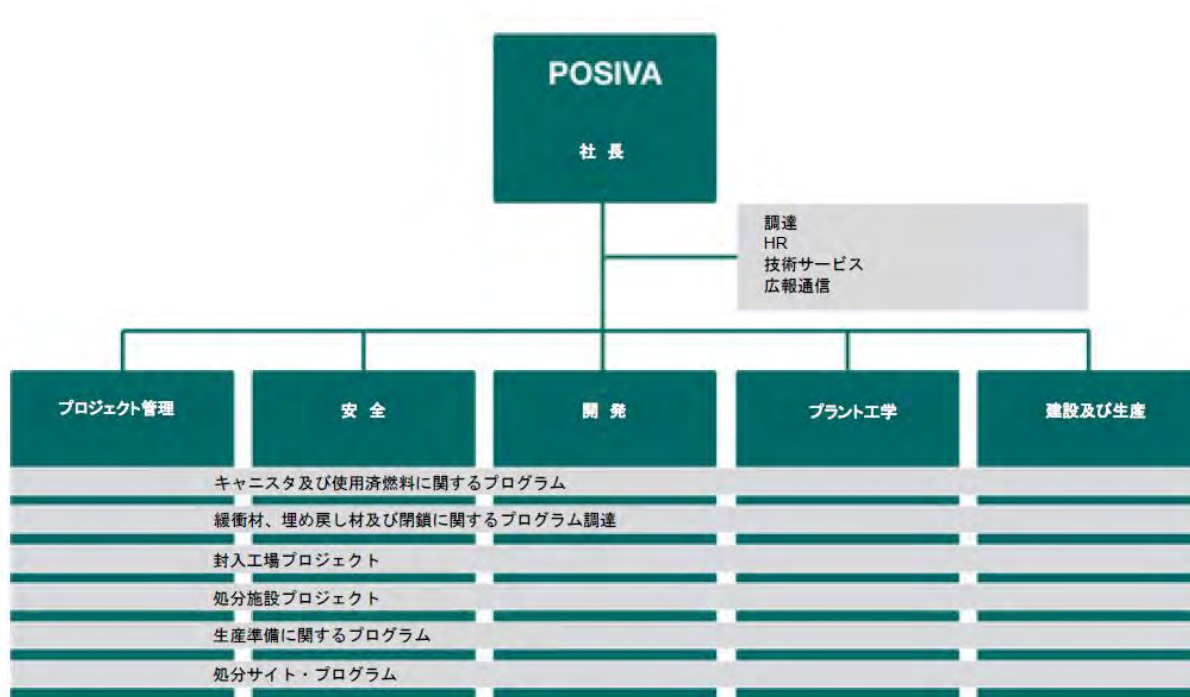 POSIVA
社 長
調達
HR
技術サービス
広報通信
プロジェクト管理
安 全
開 発
プラント工学
建設及び生産
キャニスタ及び使用済燃料に関するプログラム
緩衝材、埋め戻し材及び閉鎖に関するプログラム調達
封入工場プロジェクト
処分施設プロジェクト
生産準備に関するプログラム
処分サイト・プログラム